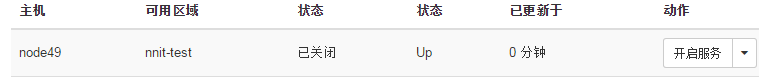 主机 可用区域 状态 状态 已更新于 动作
node49 nnit-test 已关闭 Up 0 分钟 开启服务